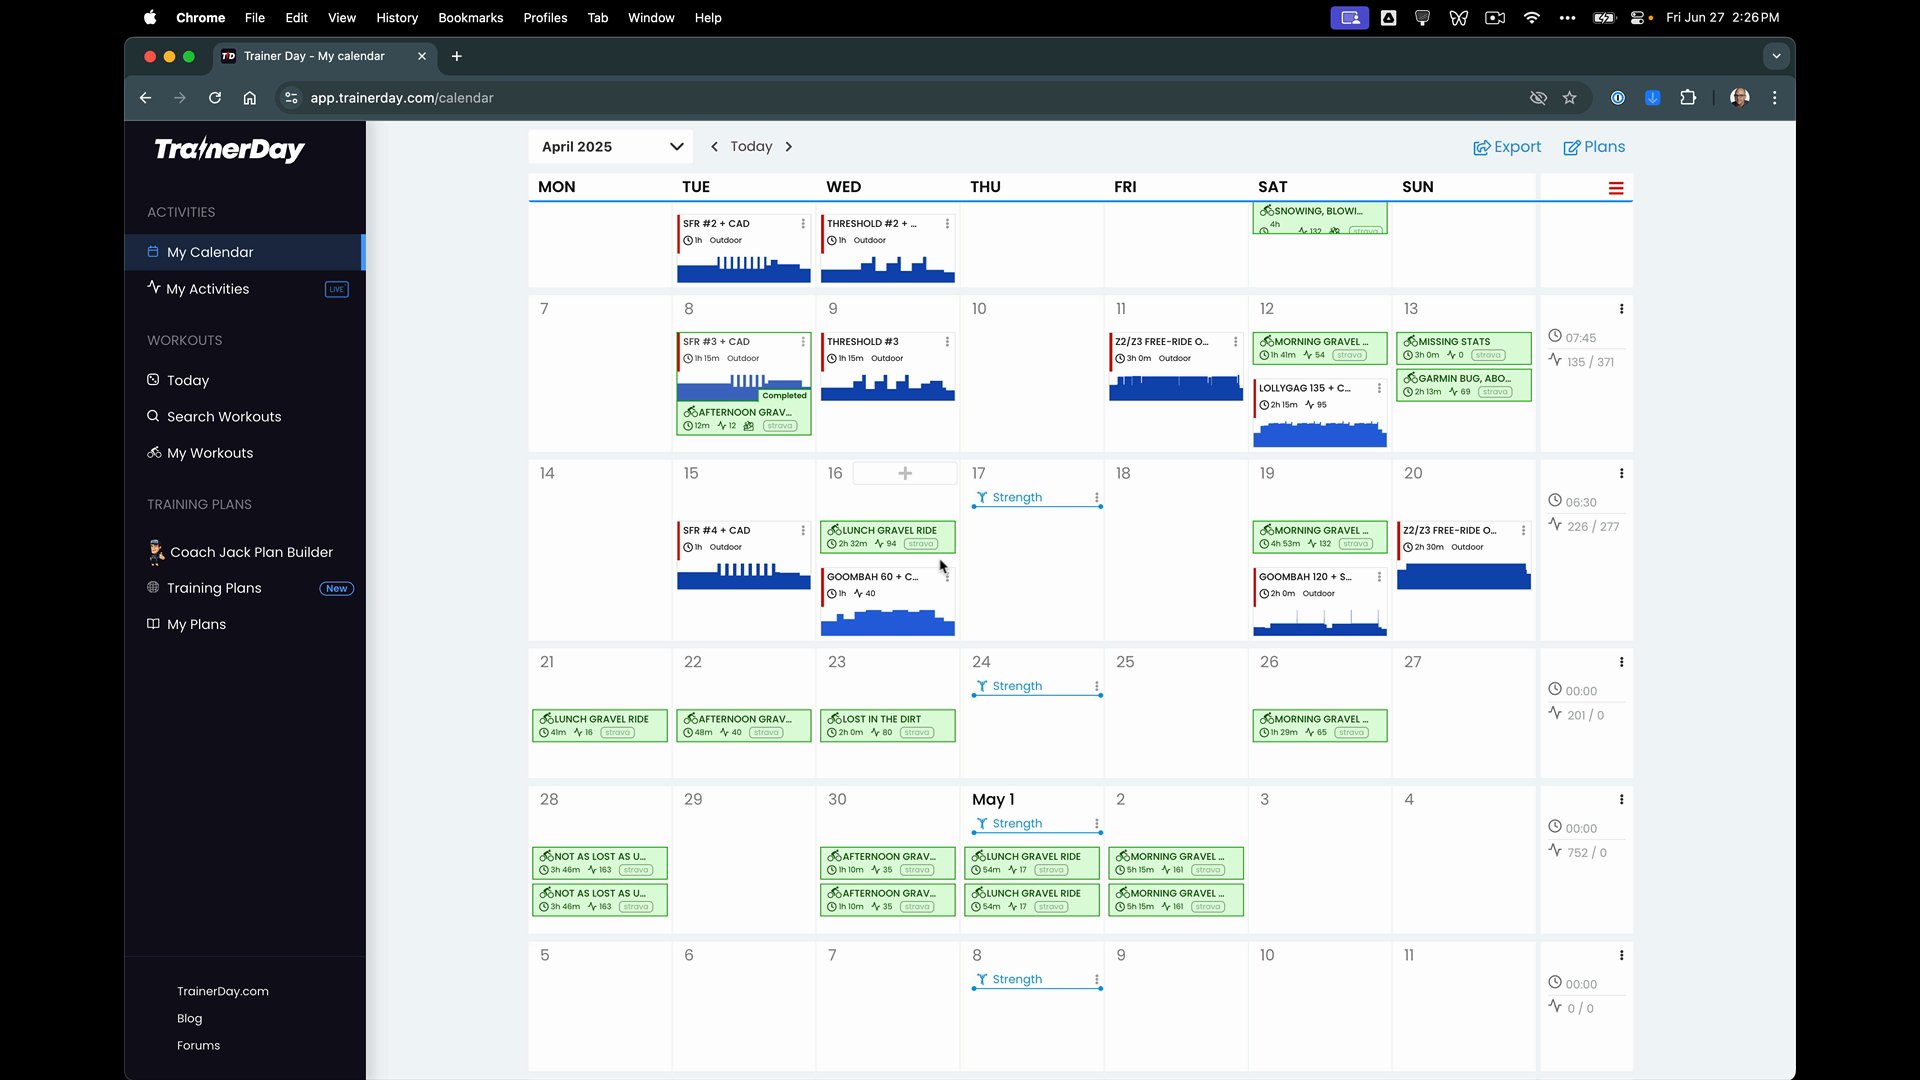 Chrome File Edit View History Bookmarks Profiles Tab Window Help
Fri Jun 27 2:26 PM
Trainer Day - My calendar
app.trainerday.com/calendar
TrainerDay
ACTIVITIES
My Calendar
My Activities LIVE
WORKOUTS
Today
Search Workouts
My Workouts
TRAINING PLANS
Coach Jack Plan Builder
Training Plans New
My Plans
TrainerDay.com
Blog
Forums
April 2025 < Today > Export Plans
MON TUE WED THU FRI SAT SUN
SFR #2 + CAD
1h Outdoor
THRESHOLD #2 + ...
1h Outdoor
SNOWING, BLOWI...
4h
132 strava
7 8 9 10 11 12 13
SFR #3 + CAD
1h 15m Outdoor
Completed
AFTERNOON GRAV...
12m 12 strava
THRESHOLD #3
1h 15m Outdoor
Z2/Z3 FREE-RIDE O...
3h 0m Outdoor
MORNING GRAVEL ...
1h 41m 54 strava
LOLLYGAG 135 + C...
2h 15m 95
MISSING STATS
3h 0m 0 strava
GARMIN BUG, ABO...
2h 13m 69 strava
07:45
135 / 371
14 15 16 + 17 18 19 20
SFR #4 + CAD
1h Outdoor
LUNCH GRAVEL RIDE
2h 32m 94 strava
GOOMBAH 60 + C...
1h 40
Strength
MORNING GRAVEL ...
4h 53m 132 strava
GOOMBAH 120 + S...
2h 0m Outdoor
Z2/Z3 FREE-RIDE O...
2h 30m Outdoor
06:30
226 / 277
21 22 23 24 25 26 27
LUNCH GRAVEL RIDE
41m 16 strava
AFTERNOON GRAV...
48m 40 strava
LOST IN THE DIRT
2h 0m 80 strava
Strength
MORNING GRAVEL ...
1h 29m 65 strava
00:00
201 / 0
28 29 30 May 1 2 3 4
NOT AS LOST AS U...
3h 46m 163 strava
NOT AS LOST AS U...
3h 46m 163 strava
AFTERNOON GRAV...
1h 10m 35 strava
AFTERNOON GRAV...
1h 10m 35 strava
Strength
LUNCH GRAVEL RIDE
54m 17 strava
LUNCH GRAVEL RIDE
54m 17 strava
MORNING GRAVEL ...
5h 15m 161 strava
MORNING GRAVEL ...
5h 15m 161 strava
00:00
752 / 0
5 6 7 8 9 10 11
Strength
00:00
0 / 0